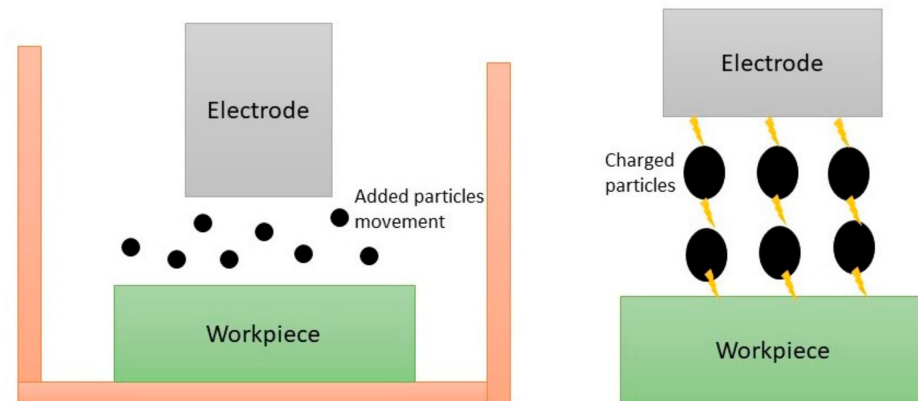 Electrode
Added particles
movement
Workpiece
Electrode
Charged
particles
Workpiece